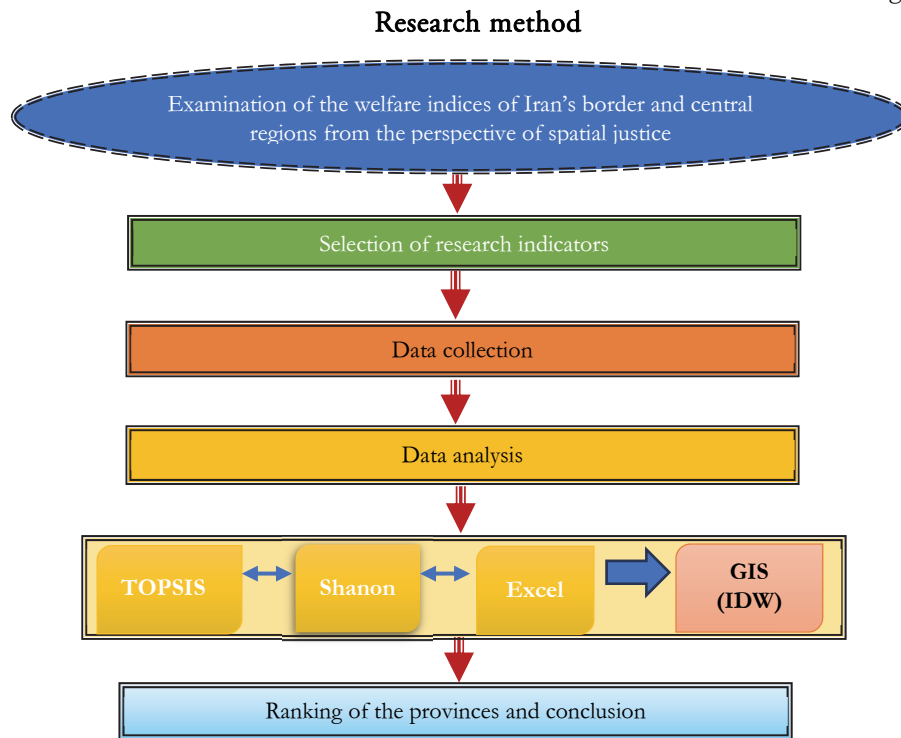 Research method
Examination of the welfare indices of Iran's border and central
regions from the perspective of spatial justice
Selection of research indicators
Data collection
Data analysis
TOPSIS
Shanon
Excel
GIS
(IDW)
Ranking of the provinces and conclusion